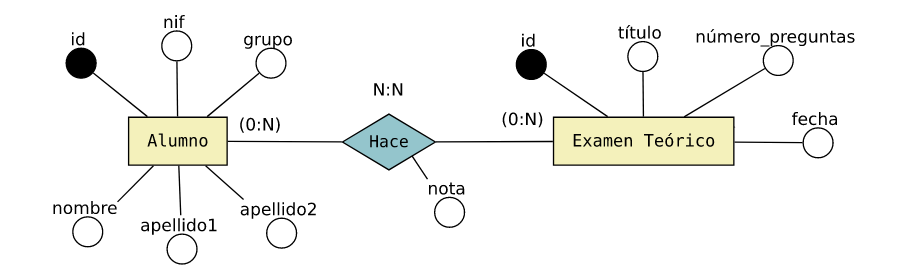 id
nif
grupo
id
título
número_preguntas
N:N
(0:N)
(0:N)
fecha
Alumno
Hace
Examen Teórico
nota
nombre
apellido1
apellido2